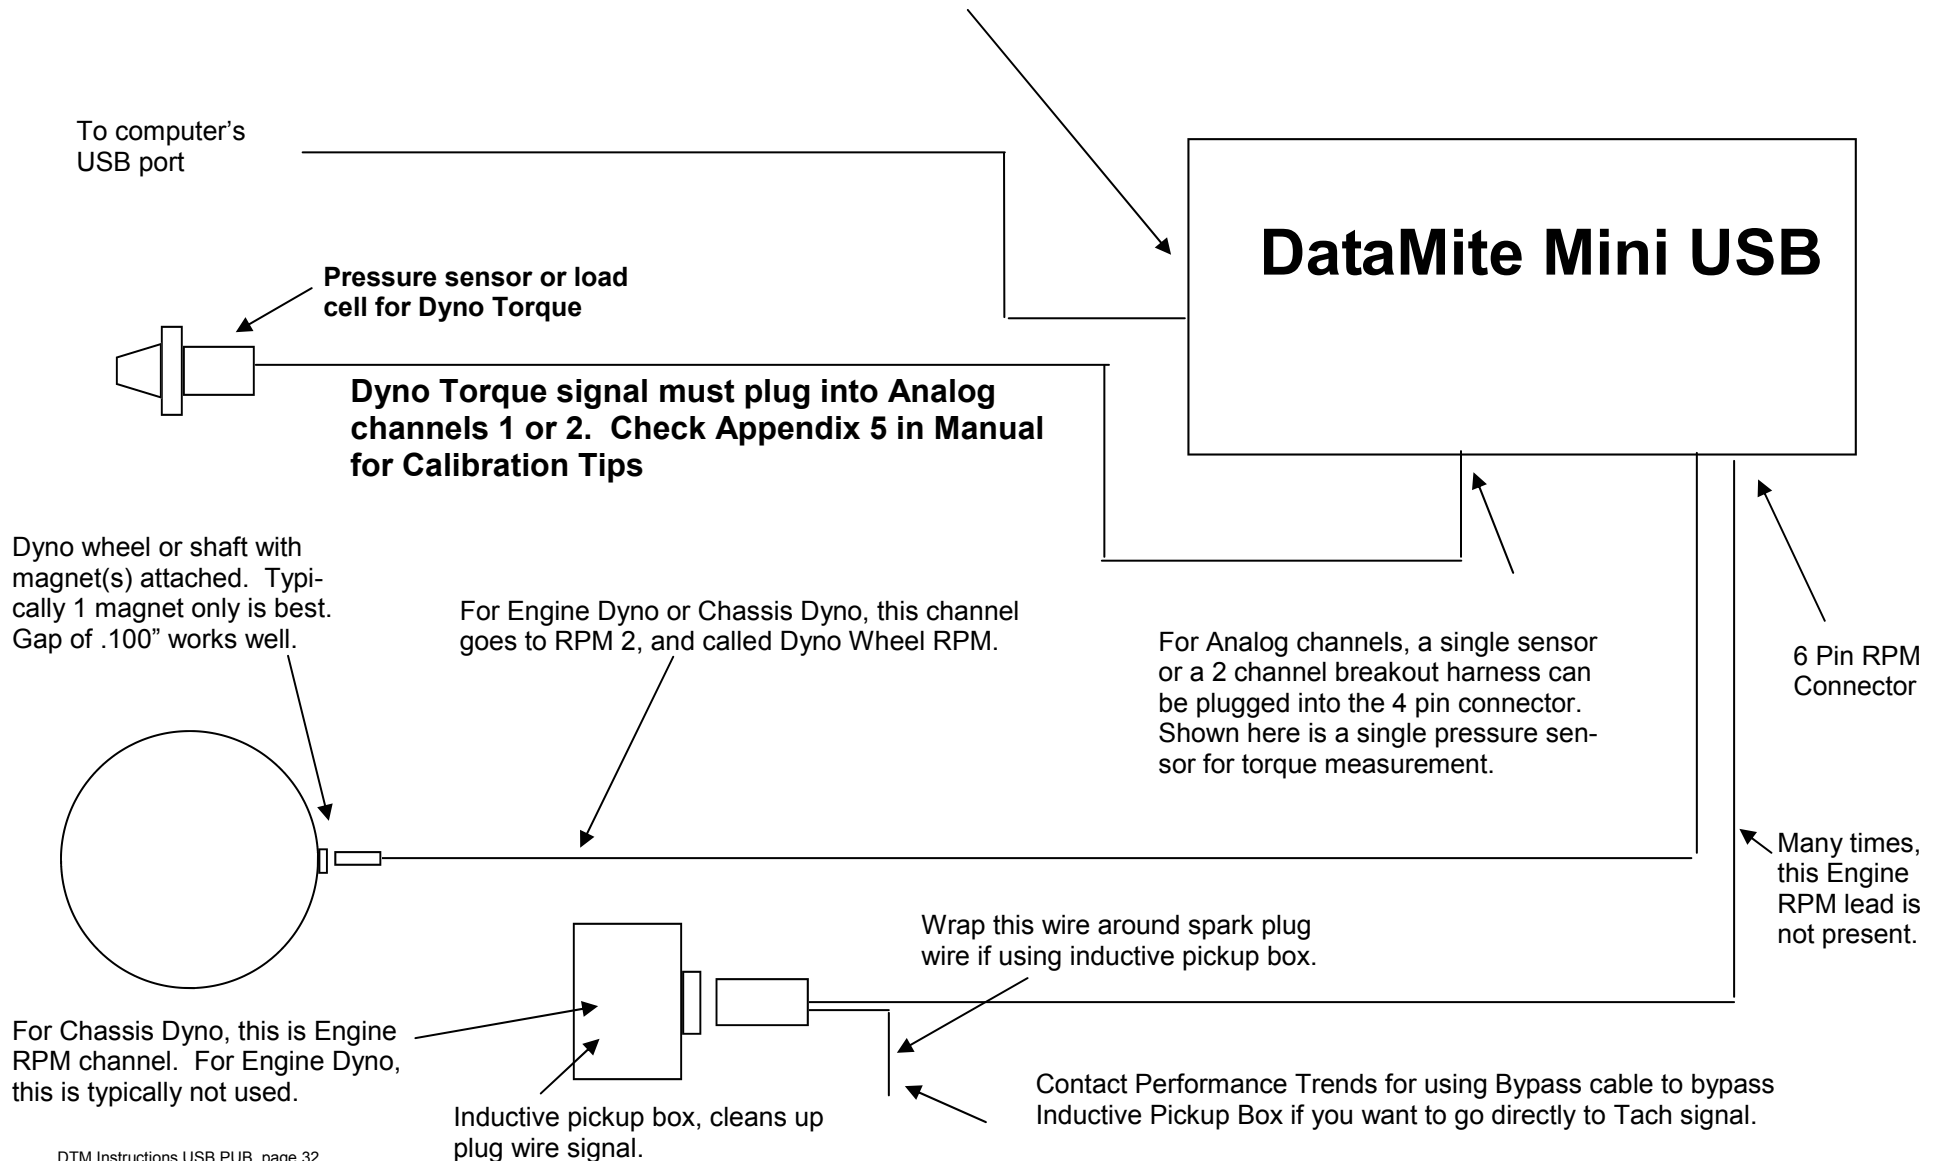 To computer’s
USB port
DataMite Mini USB
Pressure sensor or load
cell for Dyno Torque
Dyno Torque signal must plug into Analog
channels 1 or 2.  Check Appendix 5 in Manual
for Calibration Tips
Dyno wheel or shaft with
magnet(s) attached.  Typi-
cally 1 magnet only is best.
Gap of .100” works well.
For Engine Dyno or Chassis Dyno, this channel
goes to RPM 2, and called Dyno Wheel RPM.
For Analog channels, a single sensor
or a 2 channel breakout harness can
be plugged into the 4 pin connector.
Shown here is a single pressure sen-
sor for torque measurement.
6 Pin RPM
Connector
Many times,
this Engine
RPM lead is
not present.
Wrap this wire around spark plug
wire if using inductive pickup box.
For Chassis Dyno, this is Engine
RPM channel.  For Engine Dyno,
this is typically not used.
Inductive pickup box, cleans up
plug wire signal.
Contact Performance Trends for using Bypass cable to bypass
Inductive Pickup Box if you want to go directly to Tach signal.
DTM Instructions USB PUB  page 32